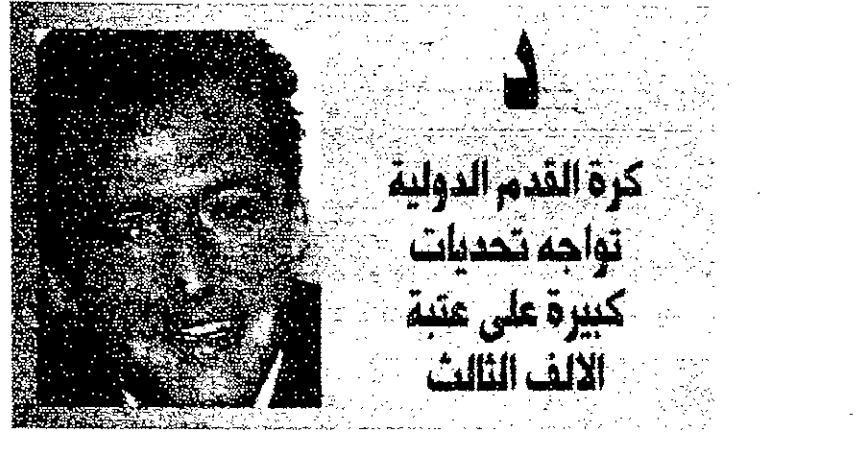 د
كرة القدم الدولية
تواجه تحديات
كبيرة على عتبة
الالف الثالث